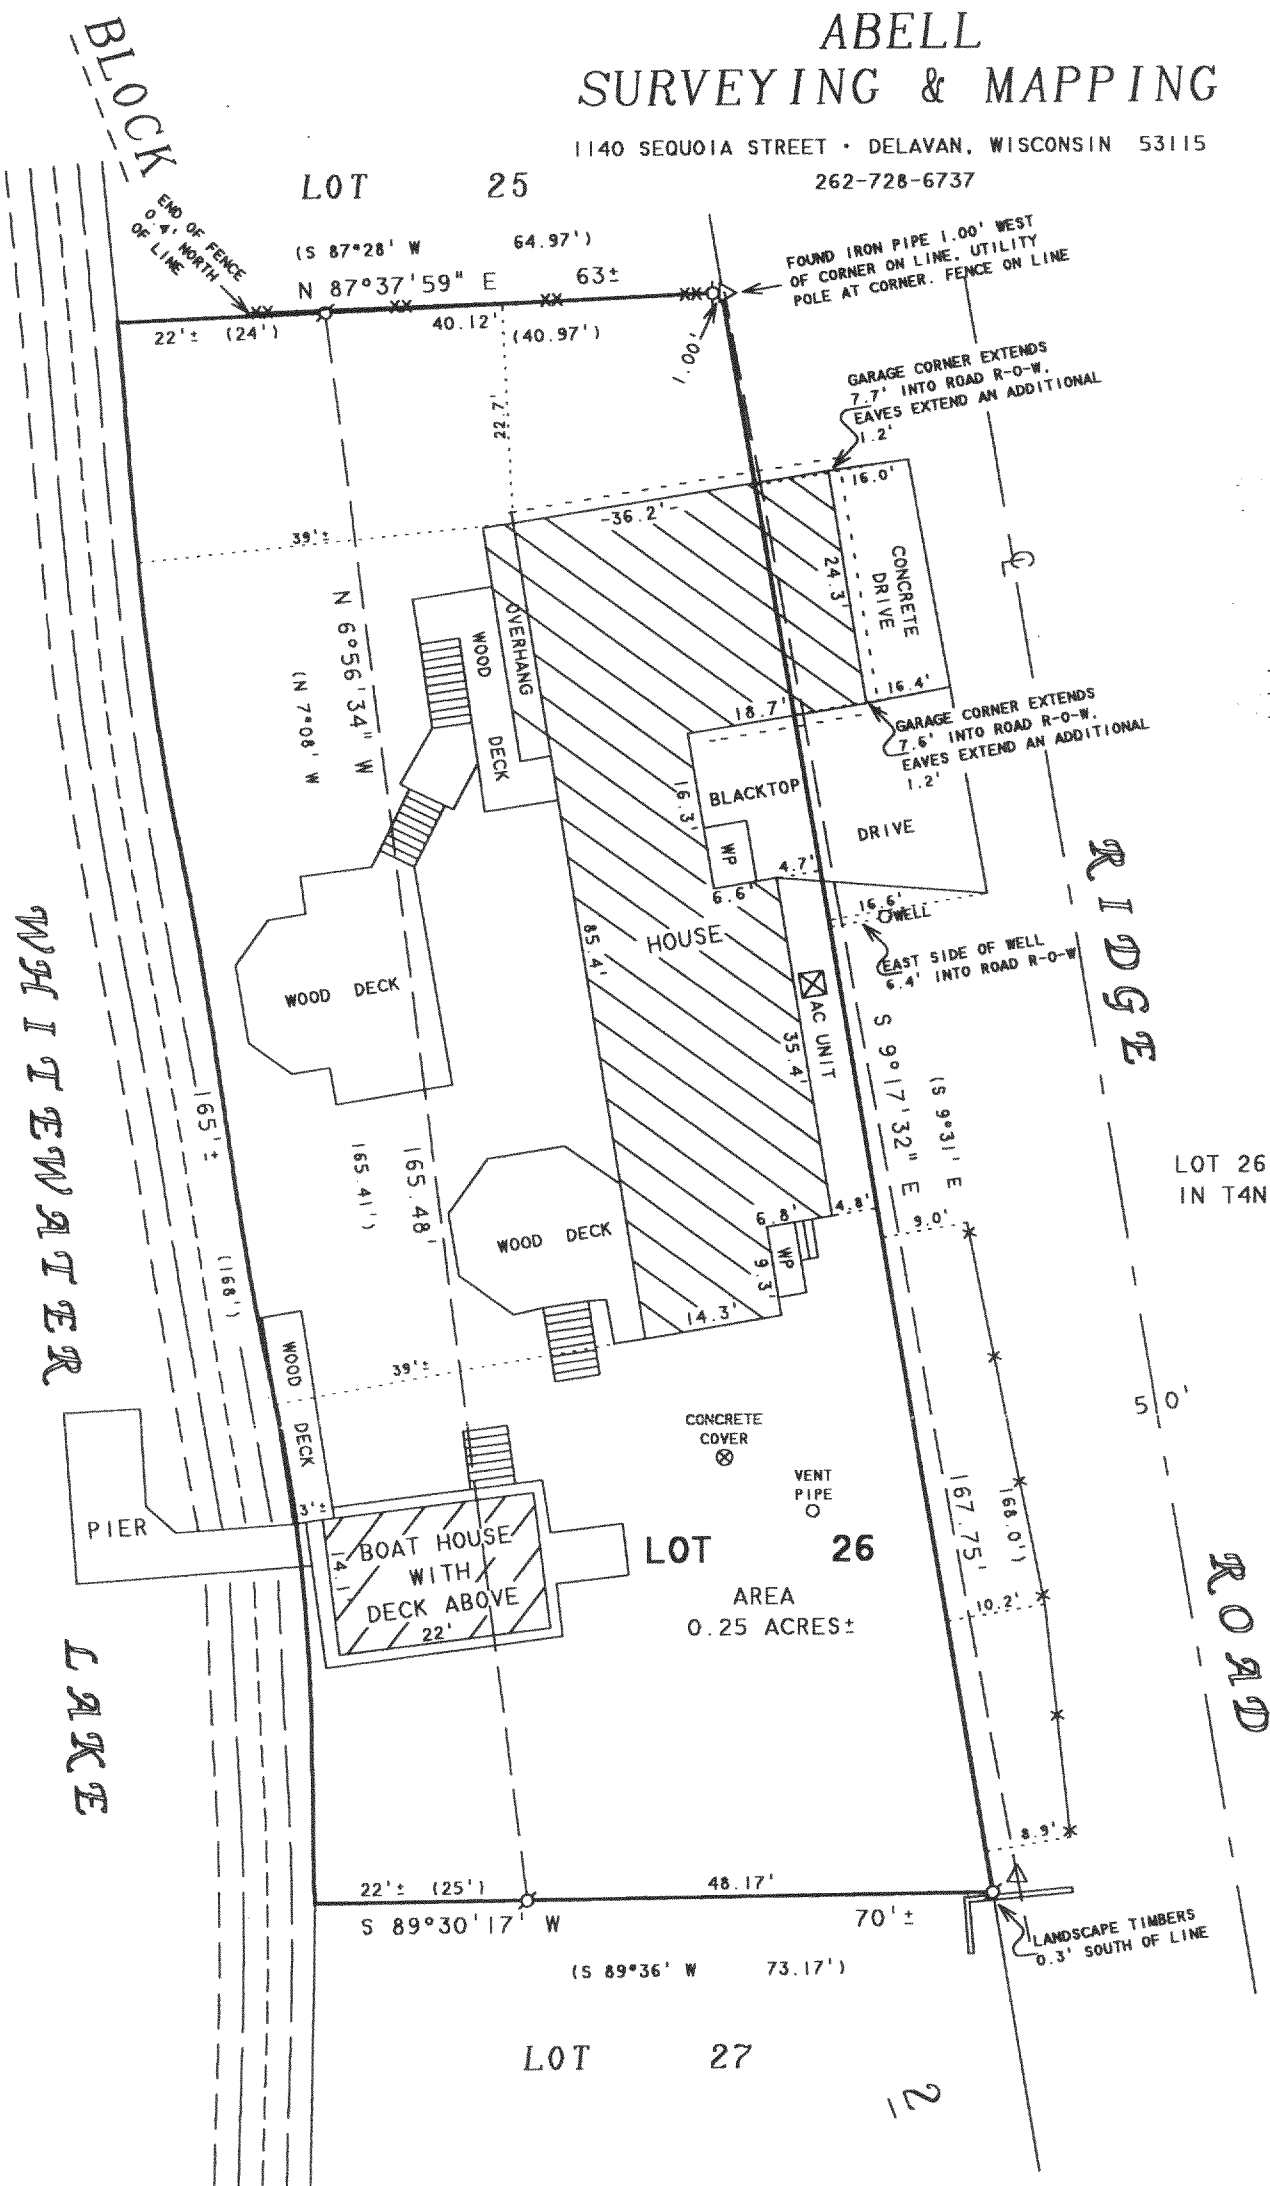 ABELL
SURVEYING & MAPPING
1140 SEQUOIA STREET • DELAVAN, WISCONSIN 53115
262-728-6737
BLOCK
LOT 25
END OF FENCE
0.4' NORTH
OF LINE
(S 87°28' W 64.97')
N 87°37'59" E 63±
22'± (24')
40.12'
(40.97')
1.00'
FOUND IRON PIPE 1.00' WEST
OF CORNER ON LINE. UTILITY
POLE AT CORNER. FENCE ON LINE
GARAGE CORNER EXTENDS
7.7' INTO ROAD R-O-W.
EAVES EXTEND AN ADDITIONAL
1.2'
22.7'
16.0'
36.2'
39'±
24.3'
CONCRETE
DRIVE
N 6°56'34" W
(N 7°08' W
OVERHANG
WOOD DECK
16.4'
18.7'
GARAGE CORNER EXTENDS
7.6' INTO ROAD R-O-W.
EAVES EXTEND AN ADDITIONAL
1.2'
16.3'
BLACKTOP
DRIVE
WP
4.7'
6.6'
16.6'
WELL
EAST SIDE OF WELL
6.4' INTO ROAD R-O-W
HOUSE
85.4'
WOOD DECK
AC UNIT
35.4'
S 9°17'32" E
(S 9°31' E
RIDGE
WHITEWATER
165'±
(168')
165.48'
165.41')
LOT 26
IN T4N
WOOD DECK
6.8'
4.8'
9.0'
WP
9.3'
14.3'
39'±
WOOD DECK
50'
CONCRETE
COVER
VENT
PIPE
3'±
PIER
BOAT HOUSE
WITH
DECK ABOVE
14.1'
22'
LOT 26
AREA
0.25 ACRES±
167.75'
168.0')
10.2'
ROAD
LAKE
8.9'
22'± (25')
48.17'
S 89°30'17" W
70'±
(S 89°36' W 73.17')
LANDSCAPE TIMBERS
0.3' SOUTH OF LINE
LOT 27
2